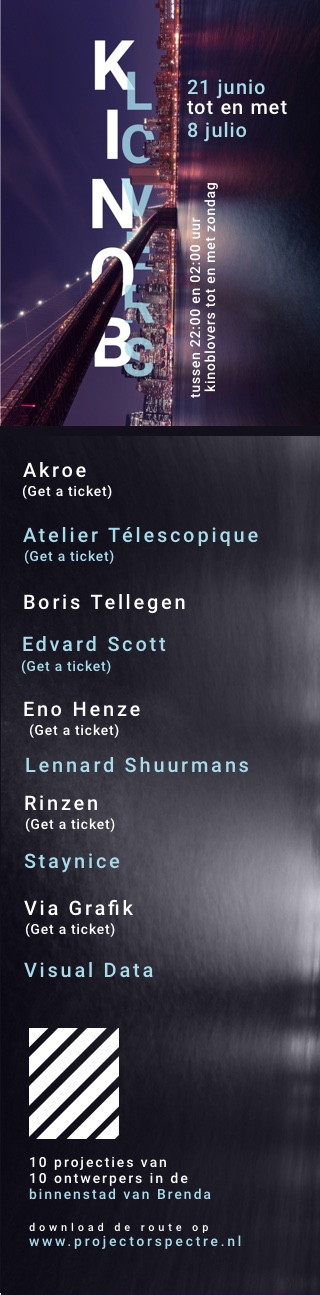 KINOB
LOVERS
21 junio
tot en met
8 julio
tussen 22:00 en 02:00 uur
kinoblovers tot en met zondag
Akroe
(Get a ticket)
Atelier Télescopique
(Get a ticket)
Boris Tellegen
Edvard Scott
(Get a ticket)
Eno Henze
(Get a ticket)
Lennard Shuurmans
Rinzen
(Get a ticket)
Staynice
Via Grafik
(Get a ticket)
Visual Data
10 projecties van
10 ontwerpers in de
binnenstad van Brenda
download de route op
www.projectorspectre.nl